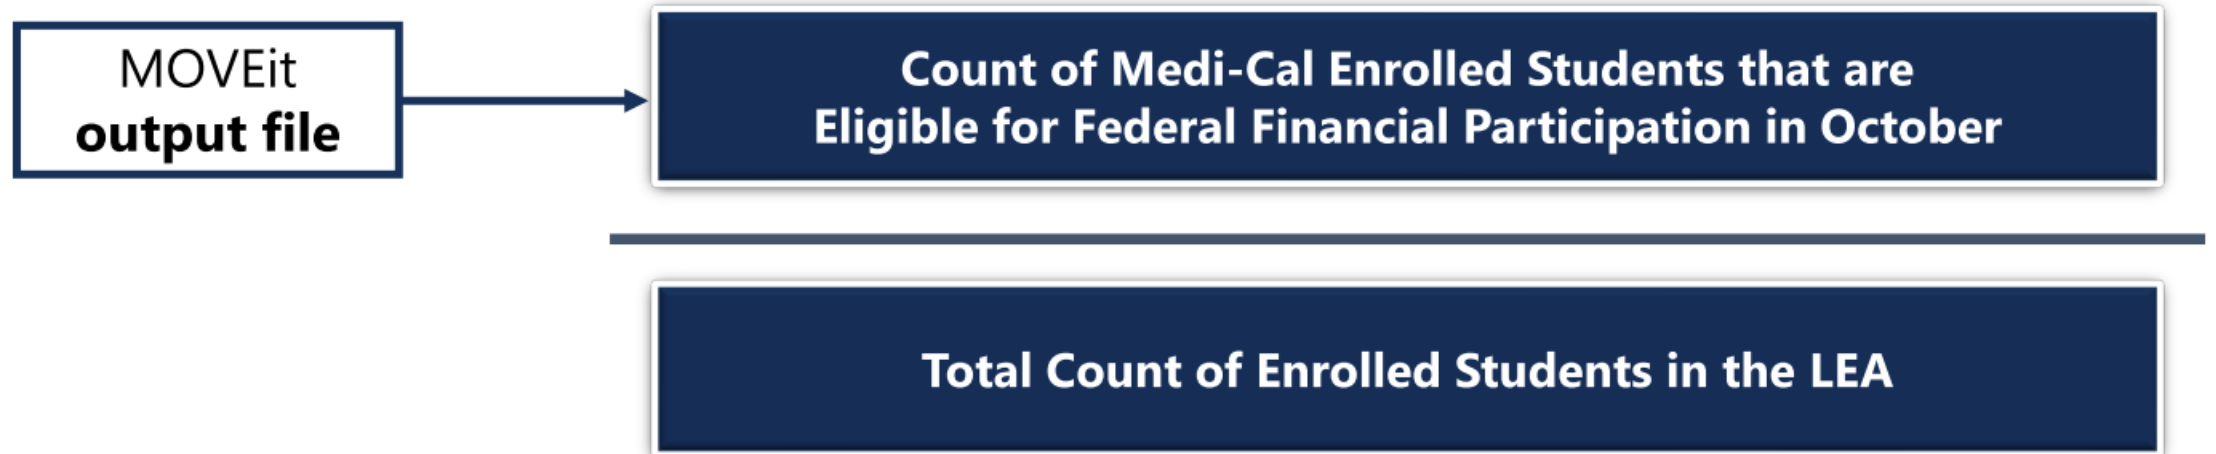 MOVEit
output file
Count of Medi-Cal Enrolled Students that are
Eligible for Federal Financial Participation in October
Total Count of Enrolled Students in the LEA